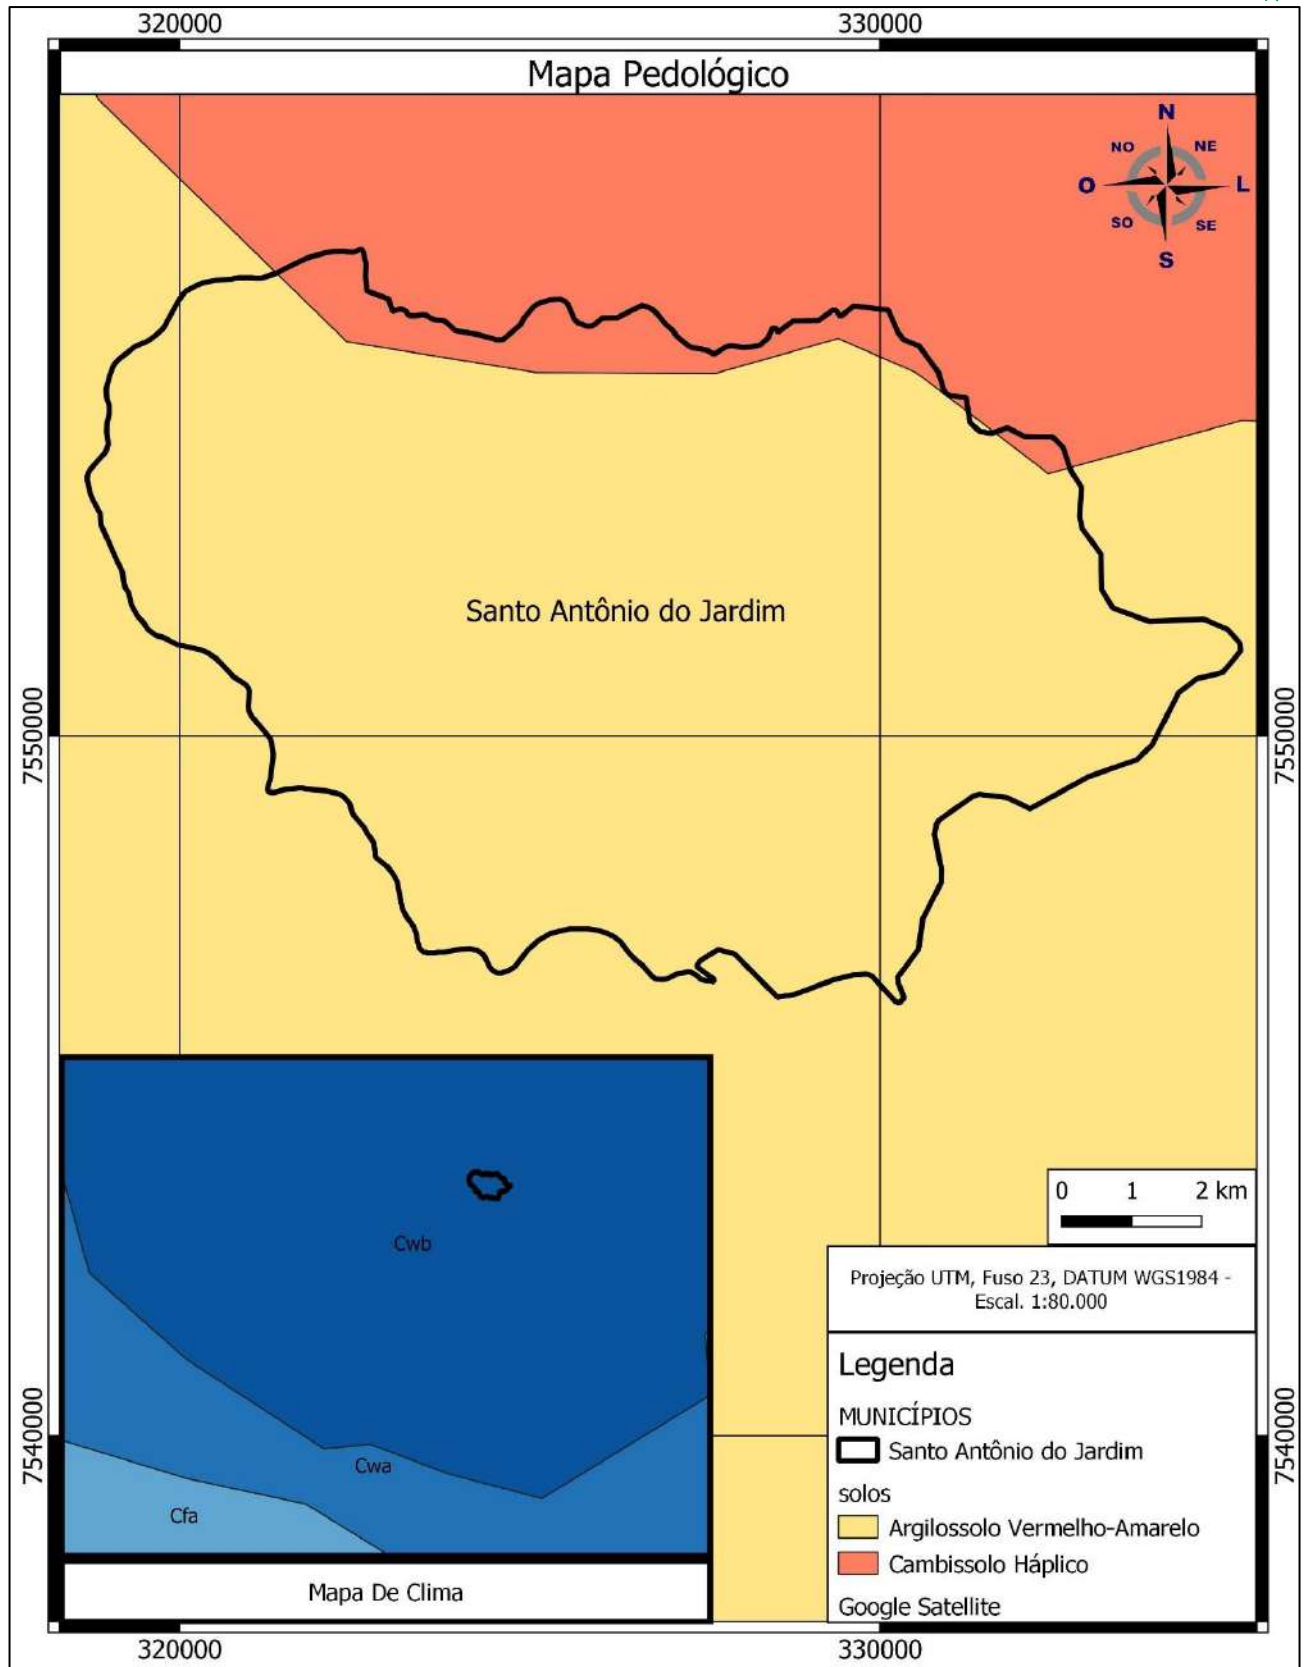 320000
330000
Mapa Pedológico
N
NO
NE
O
L
SO
SE
S
Santo Antônio do Jardim
7550000
7550000
0 1 2 km
Cwb
Projeção UTM, Fuso 23, DATUM WGS1984 -
Escal. 1:80.000
Legenda
MUNICÍPIOS
Santo Antônio do Jardim
solos
Argilossolo Vermelho-Amarelo
Cambissolo Háplico
Google Satellite
7540000
7540000
Cwa
Cfa
Mapa De Clima
320000
330000